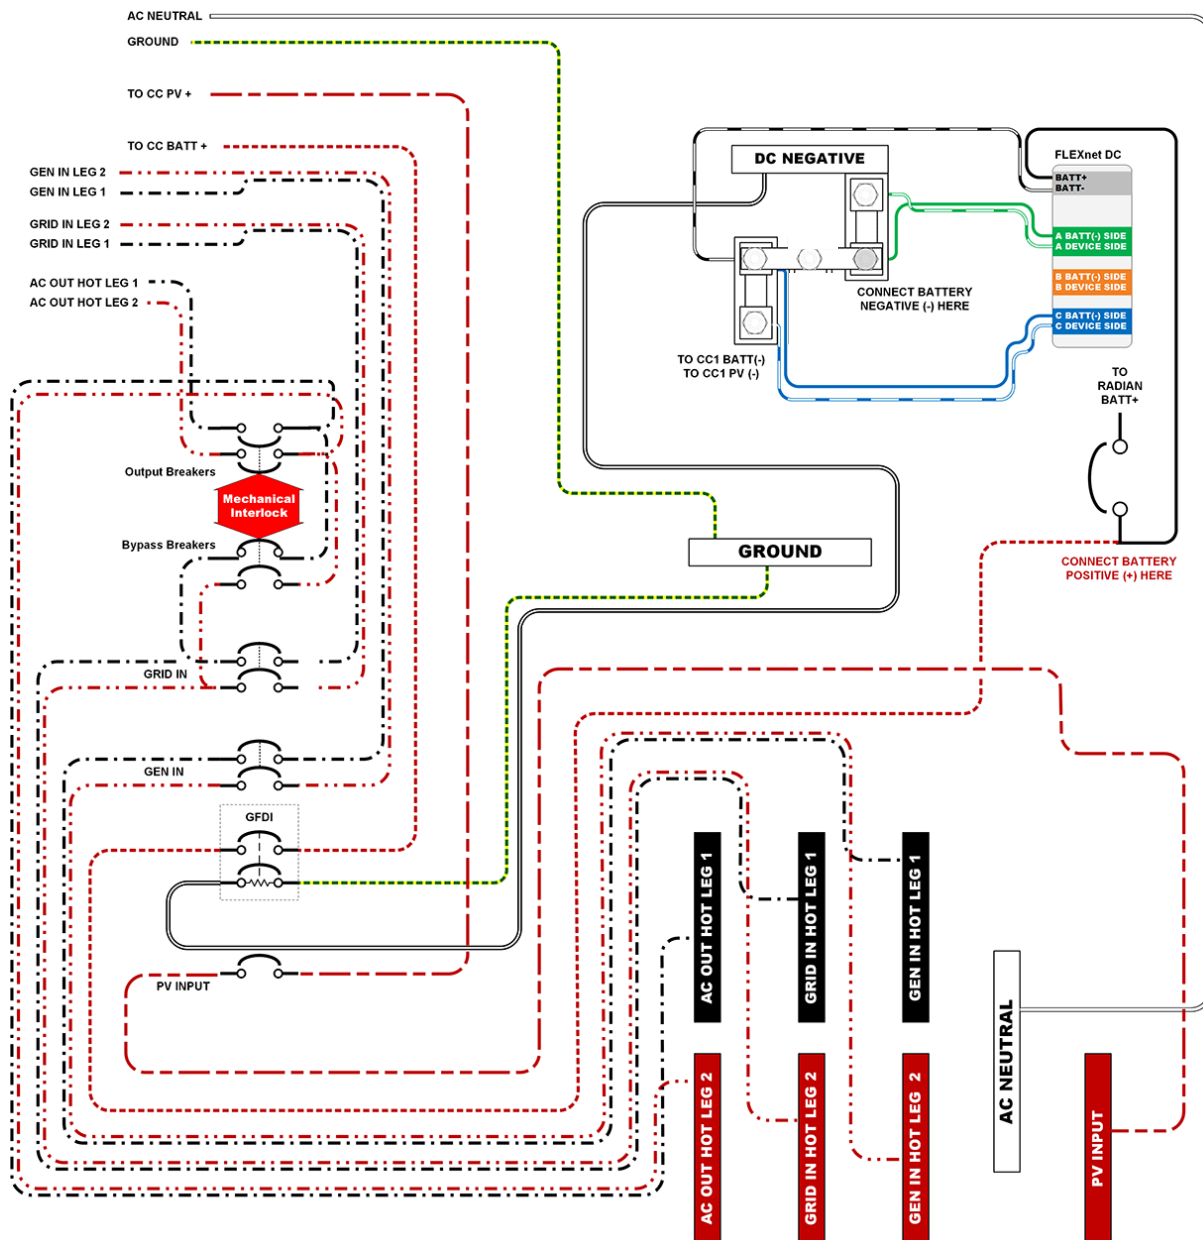 AC NEUTRAL
GROUND
TO CC PV +
TO CC BATT +
GEN IN LEG 2
GEN IN LEG 1
GRID IN LEG 2
GRID IN LEG 1
AC OUT HOT LEG 1
AC OUT HOT LEG 2
DC NEGATIVE
FLEXnet DC
BATT+
BATT-
A BATT(-) SIDE
A DEVICE SIDE
B BATT(-) SIDE
B DEVICE SIDE
C BATT(-) SIDE
C DEVICE SIDE
CONNECT BATTERY
NEGATIVE (-) HERE
TO CC1 BATT(-)
TO CC1 PV (-)
TO
RADIAN
BATT+
Output Breakers
Mechanical
Interlock
Bypass Breakers
GROUND
CONNECT BATTERY
POSITIVE (+) HERE
GRID IN
GEN IN
GFDI
PV INPUT
AC OUT HOT LEG 1
GRID IN HOT LEG 1
GEN IN HOT LEG 1
AC NEUTRAL
AC OUT HOT LEG 2
GRID IN HOT LEG 2
GEN IN HOT LEG 2
PV INPUT